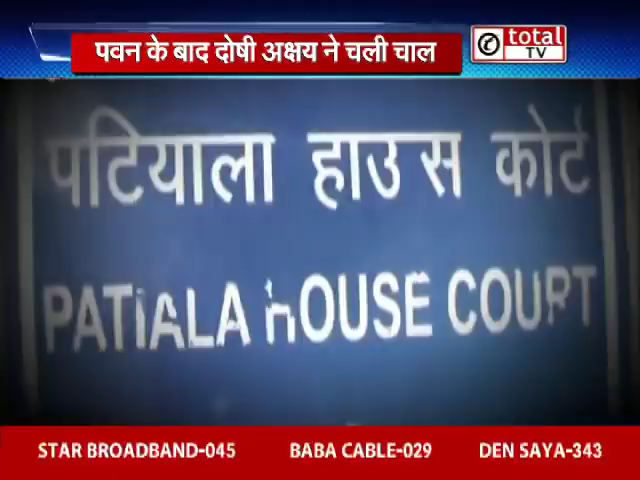 पवन के बाद दोषी अक्षय ने चली चाल
total
TV
पटियाला हाउस कोर्ट
PATIALA HOUSE COURT
STAR BROADBAND-045 BABA CABLE-029 DEN SAYA-343